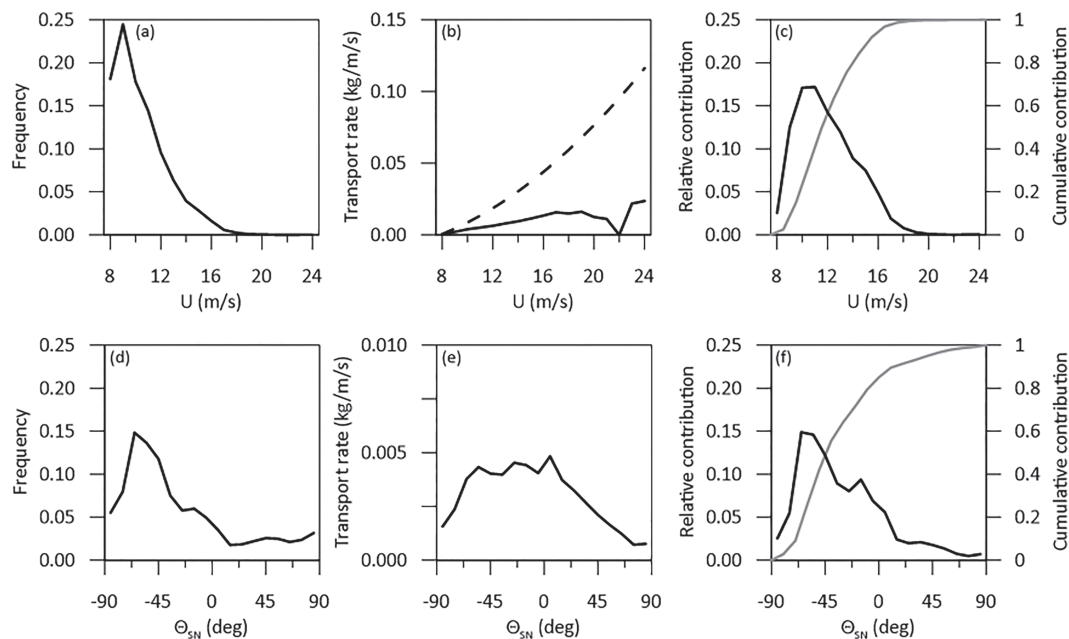 (a)
0.25
0.20
0.15
0.10
0.05
0.00
Frequency
8 12 16 20 24
U (m/s)
(b)
0.15
0.10
0.05
0.00
Transport rate (kg/m/s)
8 12 16 20 24
U (m/s)
(c)
0.25
0.20
0.15
0.10
0.05
0.00
Relative contribution
1
0.8
0.6
0.4
0.2
0
Cumulative contribution
8 12 16 20 24
U (m/s)
(d)
0.25
0.20
0.15
0.10
0.05
0.00
Frequency
-90 -45 0 45 90
ΘSN (deg)
(e)
0.010
0.005
0.000
Transport rate (kg/m/s)
-90 -45 0 45 90
ΘSN (deg)
(f)
0.25
0.20
0.15
0.10
0.05
0.00
Relative contribution
1
0.8
0.6
0.4
0.2
0
Cumulative contribution
-90 -45 0 45 90
ΘSN (deg)